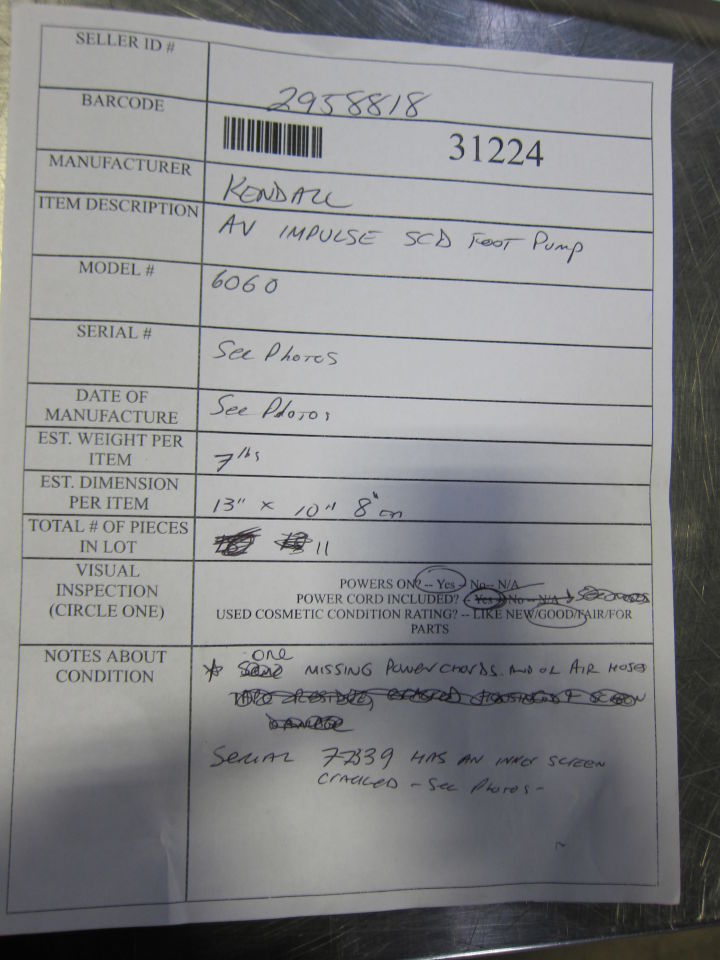 SELLER ID #
2958818
BARCODE
31224
MANUFACTURER
KENDALL
ITEM DESCRIPTION
AV IMPULSE SCD FOOT PUMP
MODEL #
6060
SERIAL #
See Photos
DATE OF
MANUFACTURE
See Photos
EST. WEIGHT PER
ITEM
7 lbs
EST. DIMENSION
PER ITEM
13" x 10" 8"
TOTAL # OF PIECES
IN LOT
11
VISUAL
INSPECTION
(CIRCLE ONE)
POWERS ON? -- Yes -- No -- N/A
POWER CORD INCLUDED? -- Yes -- No -- N/A
USED COSMETIC CONDITION RATING? -- LIKE NEW/GOOD/FAIR/FOR
PARTS
NOTES ABOUT
CONDITION
ONE
* MISSING POWER CHORDS AND OR AIR HOSES
SERIAL HAS AN INNER SCREEN
CRACKED - See Photos -